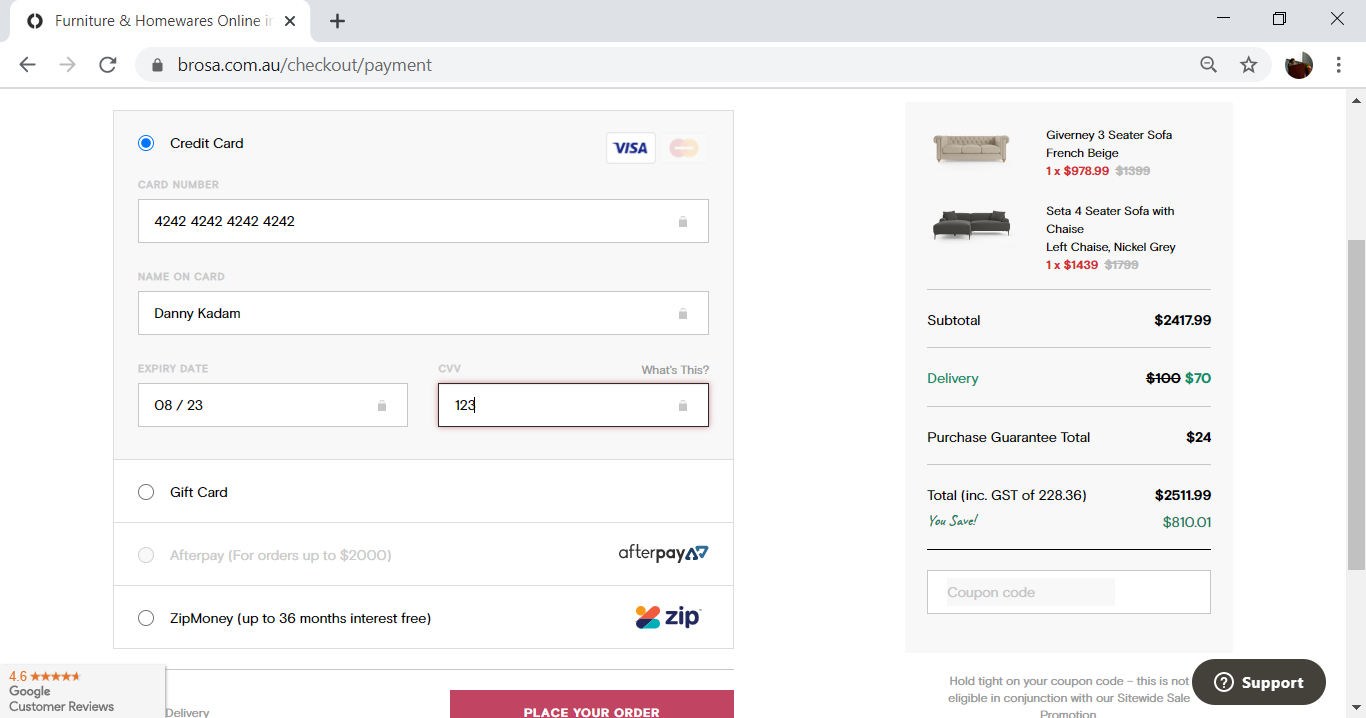 Furniture & Homewares Online in
brosa.com.au/checkout/payment
Credit Card
VISA
CARD NUMBER
4242 4242 4242 4242
NAME ON CARD
Danny Kadam
EXPIRY DATE
CVV
What's This?
08 / 23
123
Gift Card
Afterpay (For orders up to $2000)
afterpay
ZipMoney (up to 36 months interest free)
zip
4.6
Google
Customer Reviews
Delivery
PLACE YOUR ORDER
Giverney 3 Seater Sofa
French Beige
1 x $978.99 $1399
Seta 4 Seater Sofa with
Chaise
Left Chaise, Nickel Grey
1 x $1439 $1799
Subtotal $2417.99
Delivery $100 $70
Purchase Guarantee Total $24
Total (inc. GST of 228.36) $2511.99
You Save! $810.01
Coupon code
Hold tight on your coupon code – this is not
eligible in conjunction with our Sitewide Sale
Promotion
Support